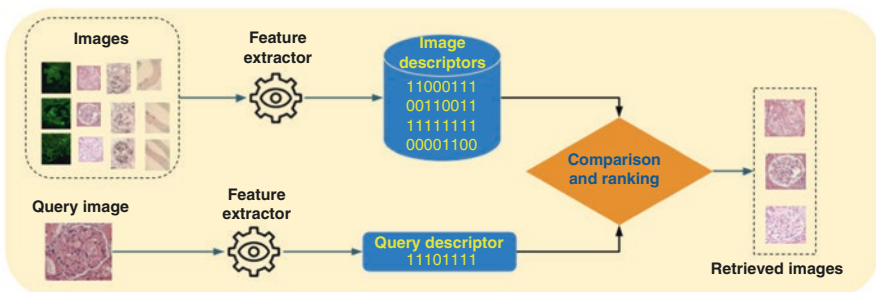 Images
Feature
extractor
Image
descriptors
11000111
00110011
11111111
00001100
Comparison
and ranking
Query image
Feature
extractor
Query descriptor
11101111
Retrieved images